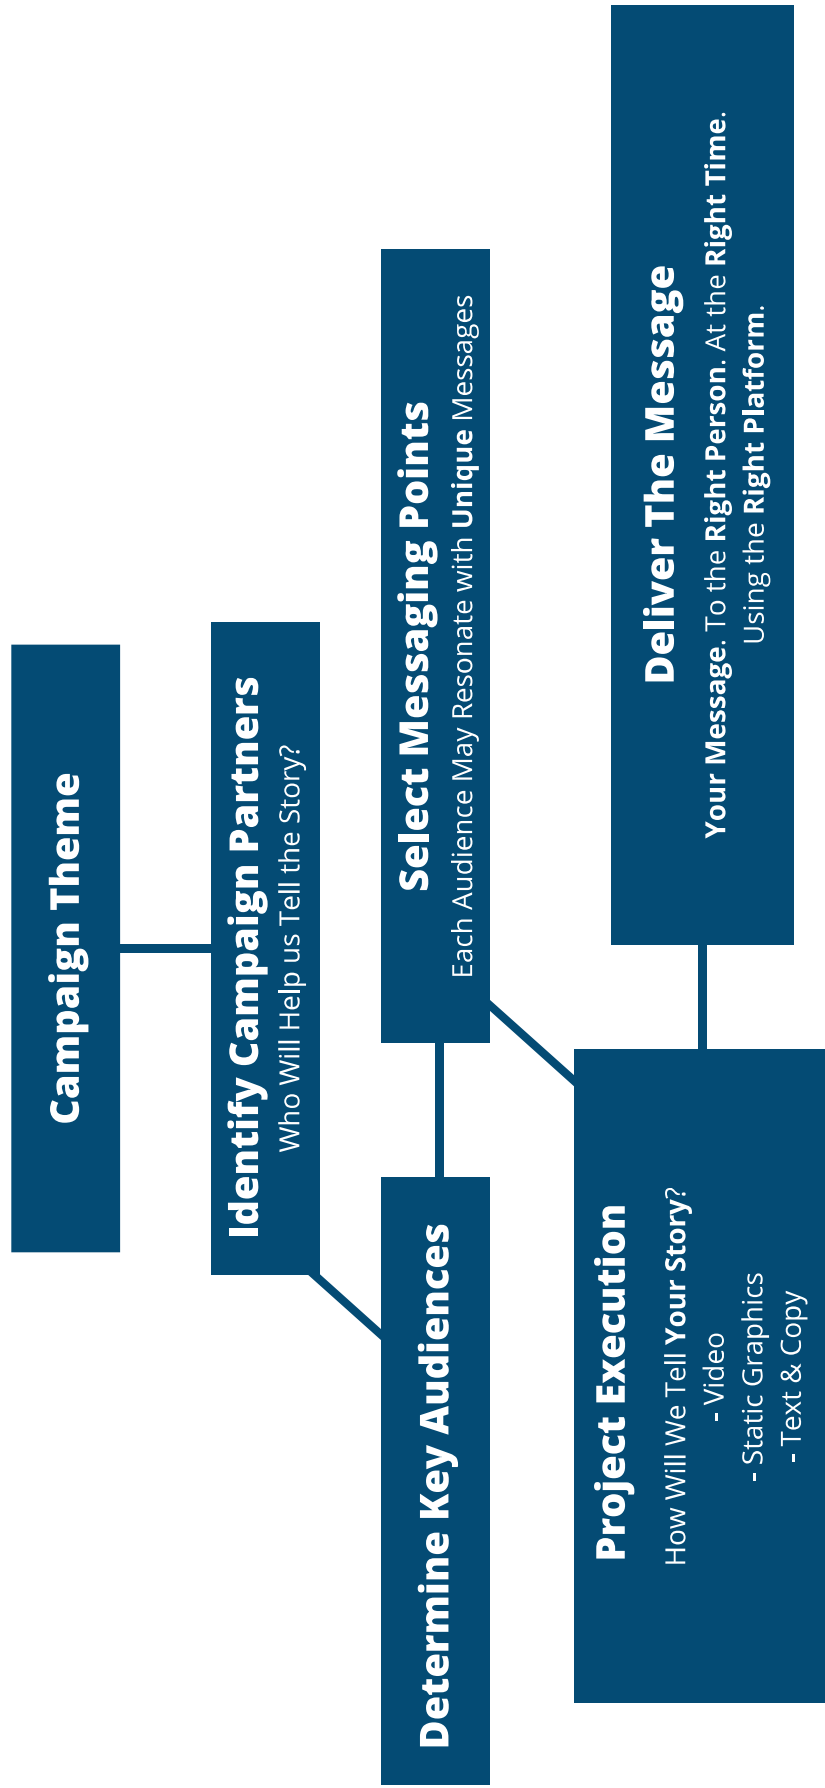 Campaign Theme
Identify Campaign Partners
Who Will Help us Tell the Story?
Determine Key Audiences
Select Messaging Points
Each Audience May Resonate with Unique Messages
Project Execution
How Will We Tell Your Story?
- Video
- Static Graphics
- Text & Copy
Deliver The Message
Your Message. To the Right Person. At the Right Time.
Using the Right Platform.